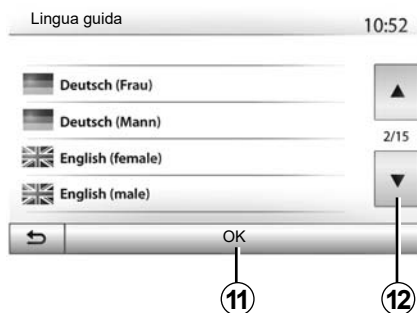 Lingua guida
10:52
Deutsch (Frau)
Deutsch (Mann)
2/15
English (female)
English (male)
OK
11
12